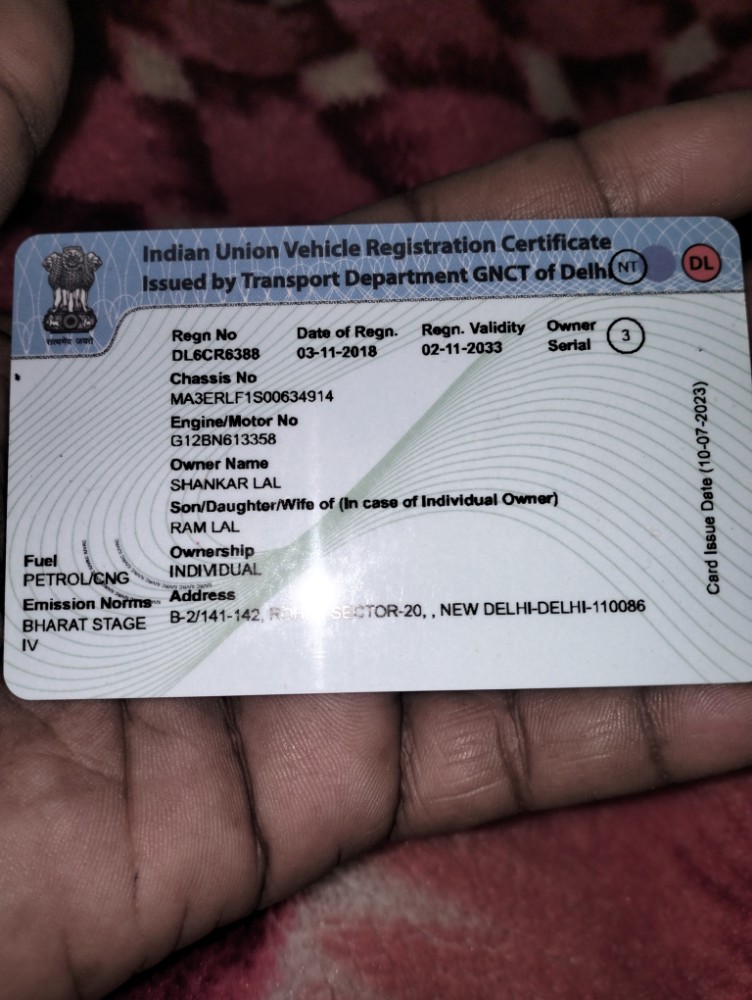 Indian Union Vehicle Registration Certificate
Issued by Transport Department GNCT of Delhi
NT
DL
सत्यमेव जयते
Regn No Date of Regn. Regn. Validity Owner Serial 3
DL6CR6388 03-11-2018 02-11-2033
Chassis No
MA3ERLF1S00634914
Engine/Motor No
G12BN613358
Owner Name
SHANKAR LAL
Son/Daughter/Wife of (In case of Individual Owner)
RAM LAL
Ownership
INDIVIDUAL
Address
B-2/141-142, SECTOR-20, , NEW DELHI-DELHI-110086
Fuel
PETROL/CNG
Emission Norms
BHARAT STAGE
IV
Card Issue Date (10-07-2023)